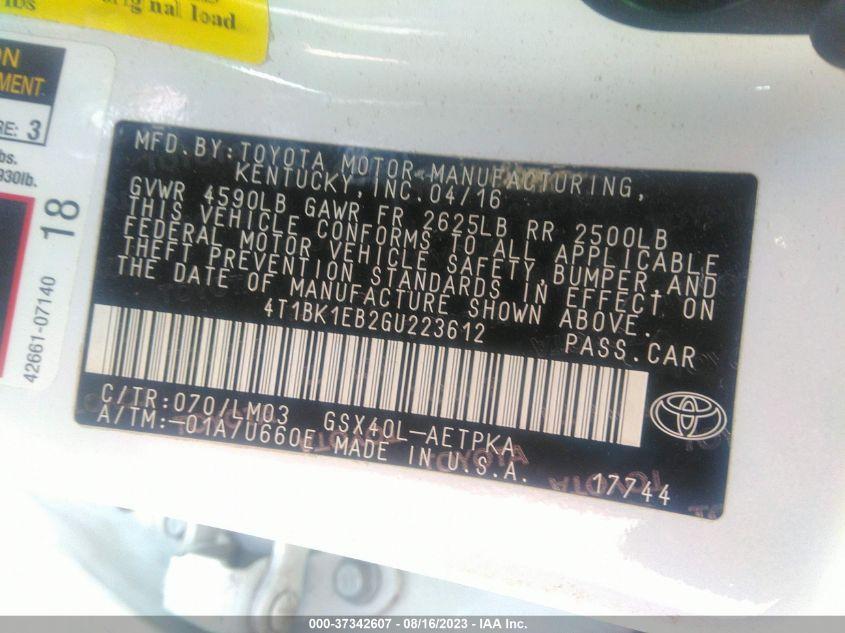 lbs
original load
ON
MENT
RE: 3
bs.
930lb.
18
42661-07140
MFD.BY:TOYOTA MOTOR MANUFACTURING,
KENTUCKY, INC. 04/16
GVWR 4590LB GAWR FR 2625LB RR 2500LB
THIS VEHICLE CONFORMS TO ALL APPLICABLE
FEDERAL MOTOR VEHICLE SAFETY,BUMPER,AND
THEFT PREVENTION STANDARDS IN EFFECT ON
THE DATE OF MANUFACTURE SHOWN ABOVE.
4T1BK1EB2GU223612
PASS.CAR
C/TR:070/LM03 GSX40L-AETPKA
A/TM:-01A/U660E MADE IN U.S.A.
17744
TOYOTA
000-37342607 - 08/16/2023 - IAA Inc.